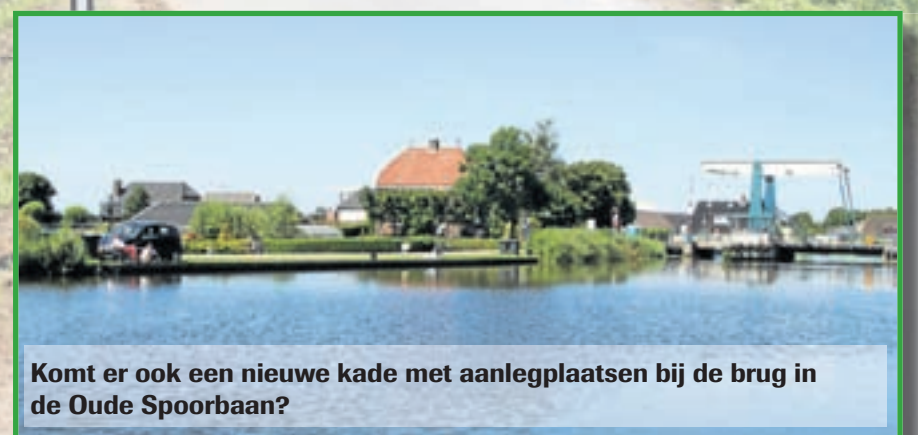 Komt er ook een nieuwe kade met aanlegplaatsen bij de brug in
de Oude Spoorbaan?